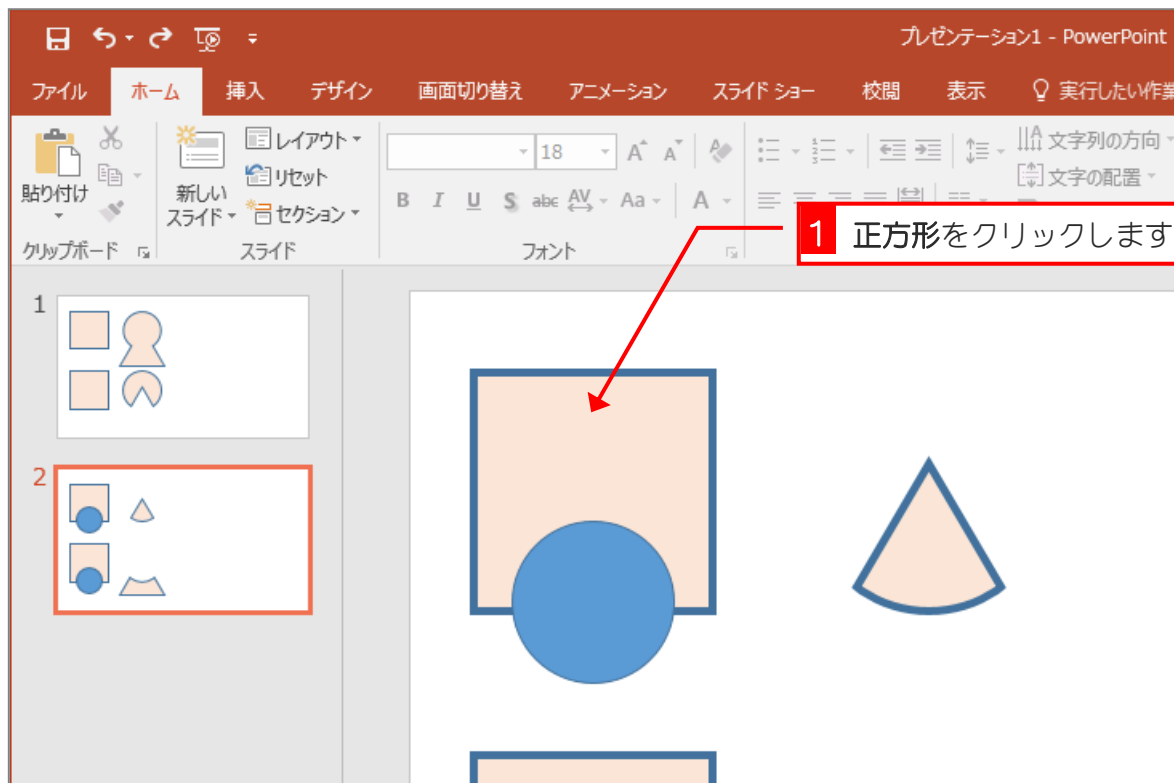 プレゼンテーション1 - PowerPoint
ファイル ホーム 挿入 デザイン 画面切り替え アニメーション スライド ショー 校閲 表示 実行したい作業
貼り付け
新しい
スライド
レイアウト
リセット
セクション
18 A A
B I U S abc AV Aa A
文字列の方向
文字の配置
クリップボード スライド フォント
1 正方形をクリックします
1
2